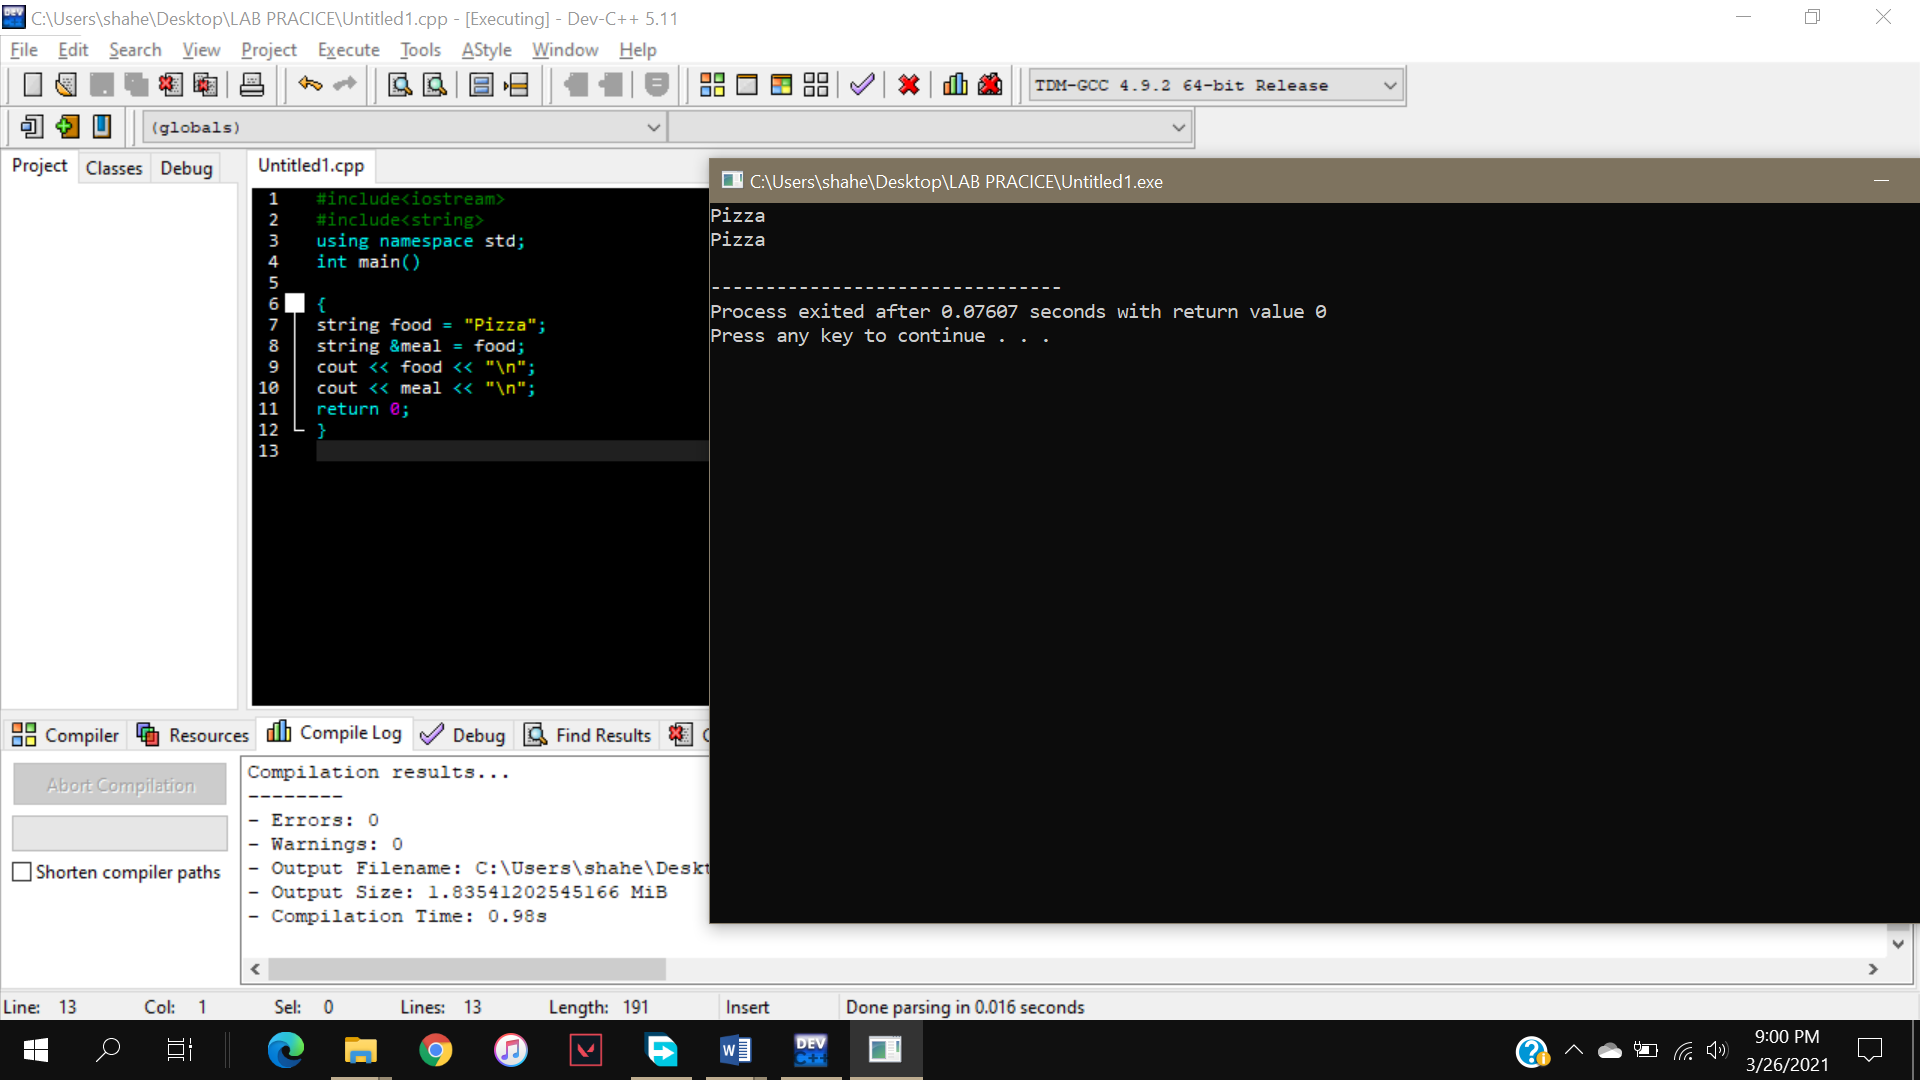 C:\Users\shahe\Desktop\LAB PRACICE\Untitled1.cpp - [Executing] - Dev-C++ 5.11
File Edit Search View Project Execute Tools AStyle Window Help
TDM-GCC 4.9.2 64-bit Release
(globals)
Project Classes Debug
Untitled1.cpp
1 #include<iostream>
2 #include<string>
3 using namespace std;
4 int main()
5
6 {
7 string food = "Pizza";
8 string &meal = food;
9 cout << food << "\n";
10 cout << meal << "\n";
11 return 0;
12 }
13
C:\Users\shahe\Desktop\LAB PRACICE\Untitled1.exe
Pizza
Pizza
--------------------------------
Process exited after 0.07607 seconds with return value 0
Press any key to continue . . .
Compiler Resources Compile Log Debug Find Results
Abort Compilation
Shorten compiler paths
Compilation results...
--------
- Errors: 0
- Warnings: 0
- Output Filename: C:\Users\shahe\Deskt
- Output Size: 1.83541202545166 MiB
- Compilation Time: 0.98s
Line: 13 Col: 1 Sel: 0 Lines: 13 Length: 191 Insert Done parsing in 0.016 seconds
DEV
C++
9:00 PM
3/26/2021